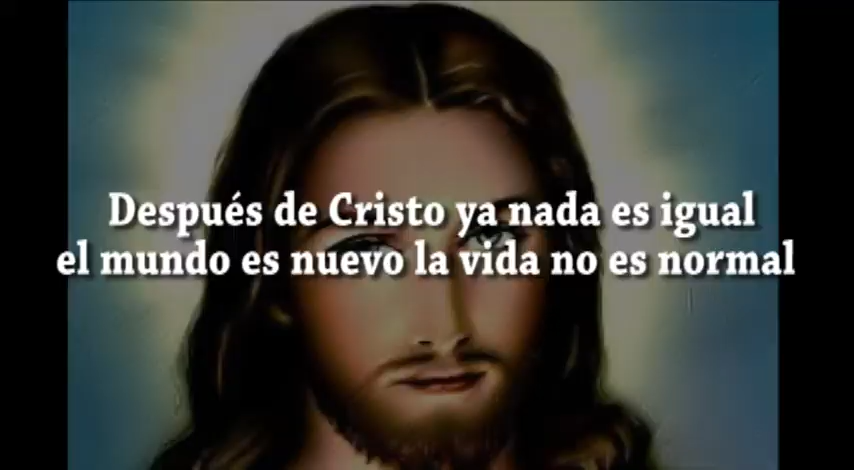 Después de Cristo ya nada es igual
el mundo es nuevo la vida no es normal